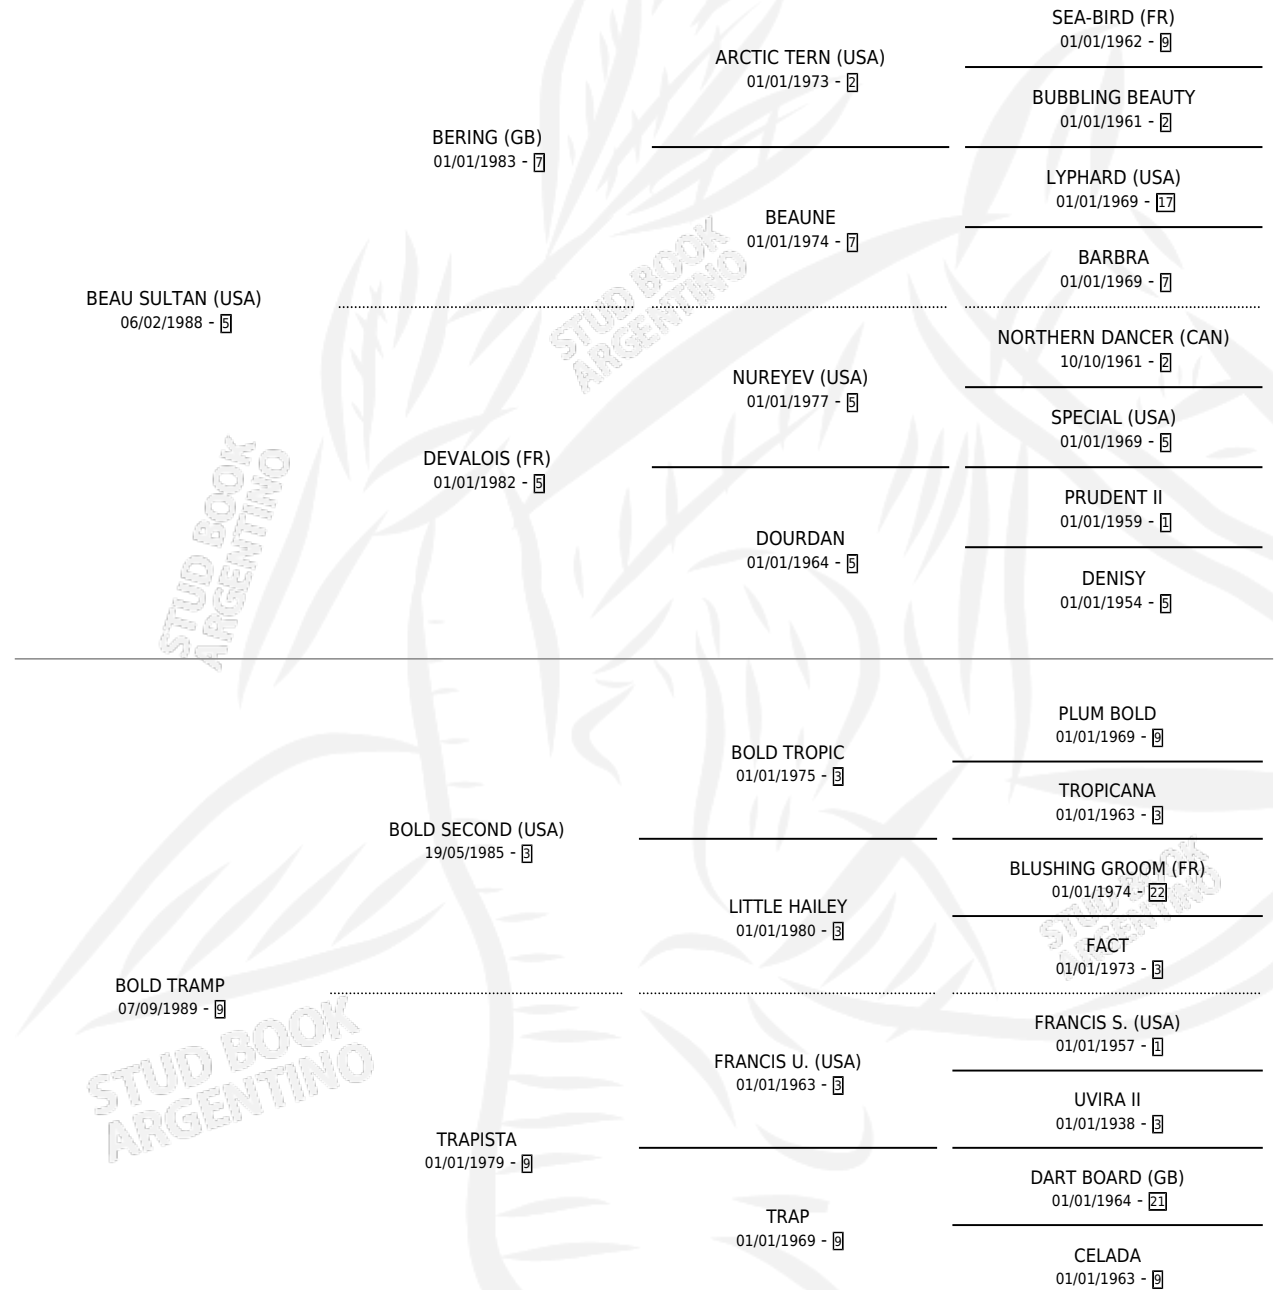 SEA-BIRD (FR)
01/01/1962 - 9
ARCTIC TERN (USA)
01/01/1973 - 2
BUBBLING BEAUTY
01/01/1961 - 2
BERING (GB)
01/01/1983 - 7
LYPHARD (USA)
01/01/1969 - 17
BEAUNE
01/01/1974 - 7
BARBRA
01/01/1969 - 7
BEAU SULTAN (USA)
06/02/1988 - 5
NORTHERN DANCER (CAN)
10/10/1961 - 2
NUREYEV (USA)
01/01/1977 - 5
SPECIAL (USA)
01/01/1969 - 5
DEVALOIS (FR)
01/01/1982 - 5
PRUDENT II
01/01/1959 - 1
DOURDAN
01/01/1964 - 5
DENISY
01/01/1954 - 5
PLUM BOLD
01/01/1969 - 9
BOLD TROPIC
01/01/1975 - 3
TROPICANA
01/01/1963 - 3
BOLD SECOND (USA)
19/05/1985 - 3
BLUSHING GROOM (FR)
01/01/1974 - 22
LITTLE HAILEY
01/01/1980 - 3
FACT
01/01/1973 - 3
BOLD TRAMP
07/09/1989 - 9
FRANCIS S. (USA)
01/01/1957 - 1
FRANCIS U. (USA)
01/01/1963 - 3
UVIRA II
01/01/1938 - 3
TRAPISTA
01/01/1979 - 9
DART BOARD (GB)
01/01/1964 - 21
TRAP
01/01/1969 - 9
CELADA
01/01/1963 - 9
STUD BOOK
ARGENTINO
STUD BOOK
ARGENTINO
STUD BOOK
ARGENTINO
STUD BOOK
ARGENTINO